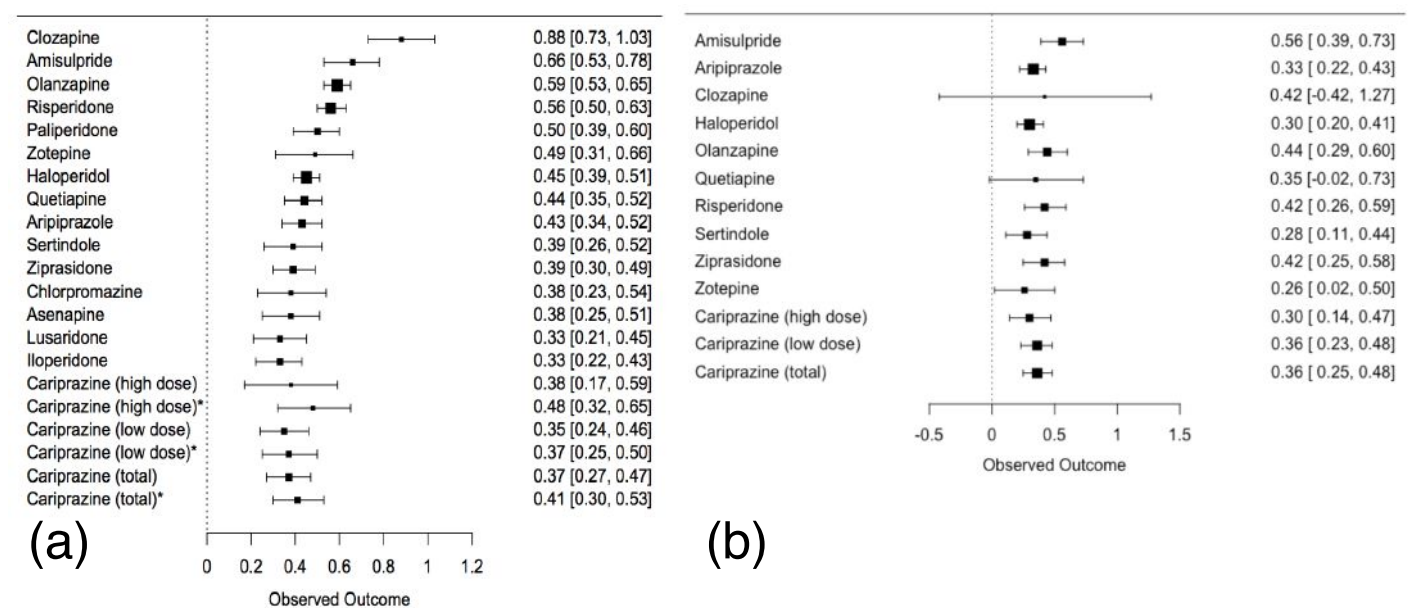 Clozapine 0.88 [0.73, 1.03]
Amisulpride 0.66 [0.53, 0.78]
Olanzapine 0.59 [0.53, 0.65]
Risperidone 0.56 [0.50, 0.63]
Paliperidone 0.50 [0.39, 0.60]
Zotepine 0.49 [0.31, 0.66]
Haloperidol 0.45 [0.39, 0.51]
Quetiapine 0.44 [0.35, 0.52]
Aripiprazole 0.43 [0.34, 0.52]
Sertindole 0.39 [0.26, 0.52]
Ziprasidone 0.39 [0.30, 0.49]
Chlorpromazine 0.38 [0.23, 0.54]
Asenapine 0.38 [0.25, 0.51]
Lusaridone 0.33 [0.21, 0.45]
Iloperidone 0.33 [0.22, 0.43]
Cariprazine (high dose) 0.38 [0.17, 0.59]
Cariprazine (high dose)* 0.48 [0.32, 0.65]
Cariprazine (low dose) 0.35 [0.24, 0.46]
Cariprazine (low dose)* 0.37 [0.25, 0.50]
Cariprazine (total) 0.37 [0.27, 0.47]
Cariprazine (total)* 0.41 [0.30, 0.53]
(a)
0 0.2 0.4 0.6 0.8 1 1.2
Observed Outcome
Amisulpride 0.56 [ 0.39, 0.73]
Aripiprazole 0.33 [ 0.22, 0.43]
Clozapine 0.42 [-0.42, 1.27]
Haloperidol 0.30 [ 0.20, 0.41]
Olanzapine 0.44 [ 0.29, 0.60]
Quetiapine 0.35 [-0.02, 0.73]
Risperidone 0.42 [ 0.26, 0.59]
Sertindole 0.28 [ 0.11, 0.44]
Ziprasidone 0.42 [ 0.25, 0.58]
Zotepine 0.26 [ 0.02, 0.50]
Cariprazine (high dose) 0.30 [ 0.14, 0.47]
Cariprazine (low dose) 0.36 [ 0.23, 0.48]
Cariprazine (total) 0.36 [ 0.25, 0.48]
-0.5 0 0.5 1 1.5
Observed Outcome
(b)